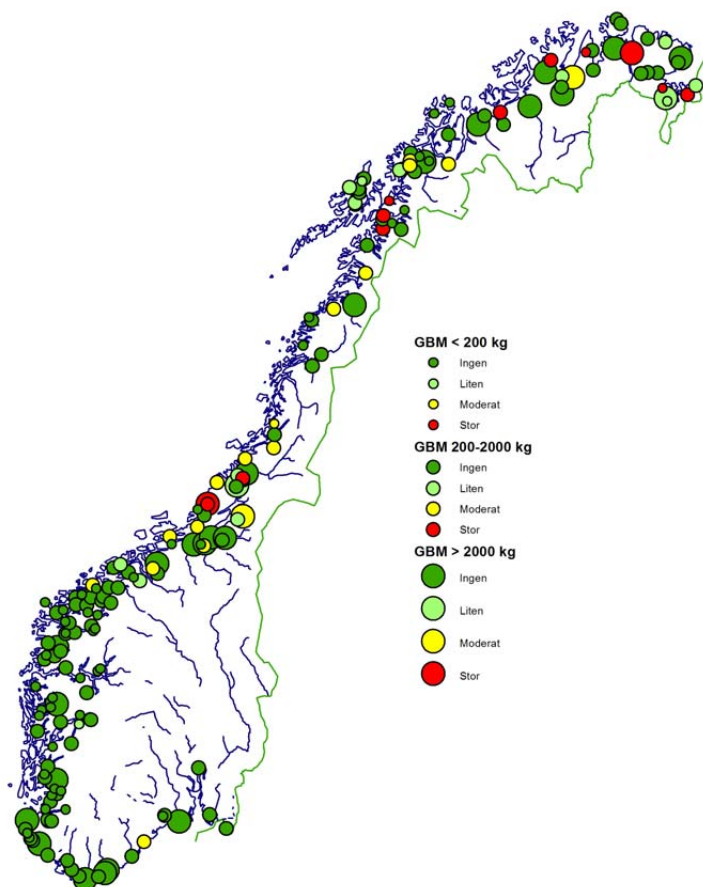 GBM < 200 kg
Ingen
Liten
Moderat
Stor
GBM 200-2000 kg
Ingen
Liten
Moderat
Stor
GBM > 2000 kg
Ingen
Liten
Moderat
Stor